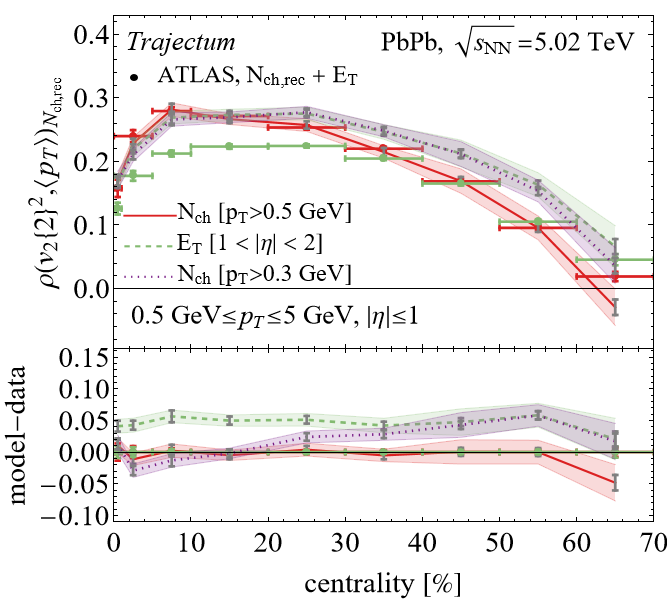 0.4
Trajectum
PbPb, √s_NN = 5.02 TeV
ATLAS, N_ch,rec + E_T
0.3
0.2
0.1
0.0
ρ(v₂{2}²,⟨p_T⟩)_N_ch,rec
N_ch [p_T>0.5 GeV]
E_T [1 < |η| < 2]
N_ch [p_T>0.3 GeV]
0.5 GeV≤p_T≤5 GeV, |η|≤1
0.15
0.10
0.05
0.00
−0.05
−0.10
model−data
0 10 20 30 40 50 60 70
centrality [%]